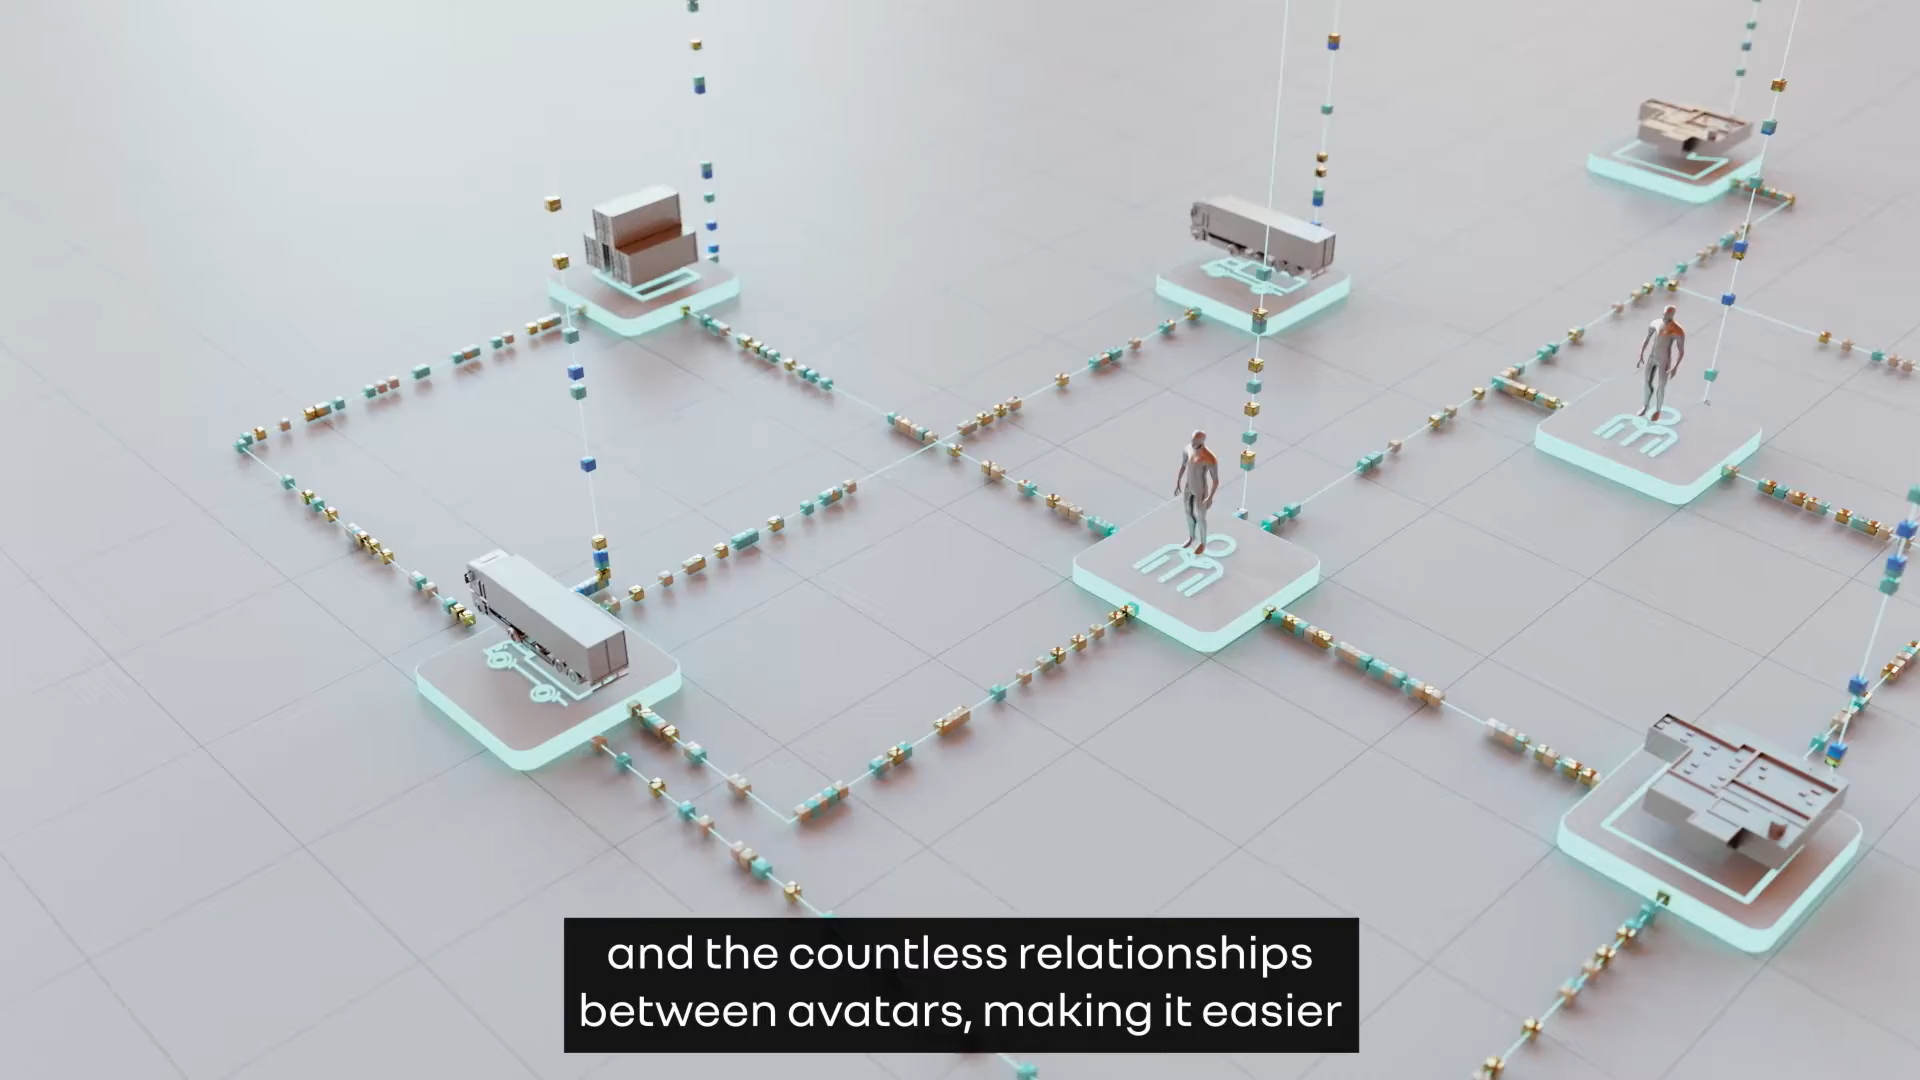 and the countless relationships
between avatars, making it easier